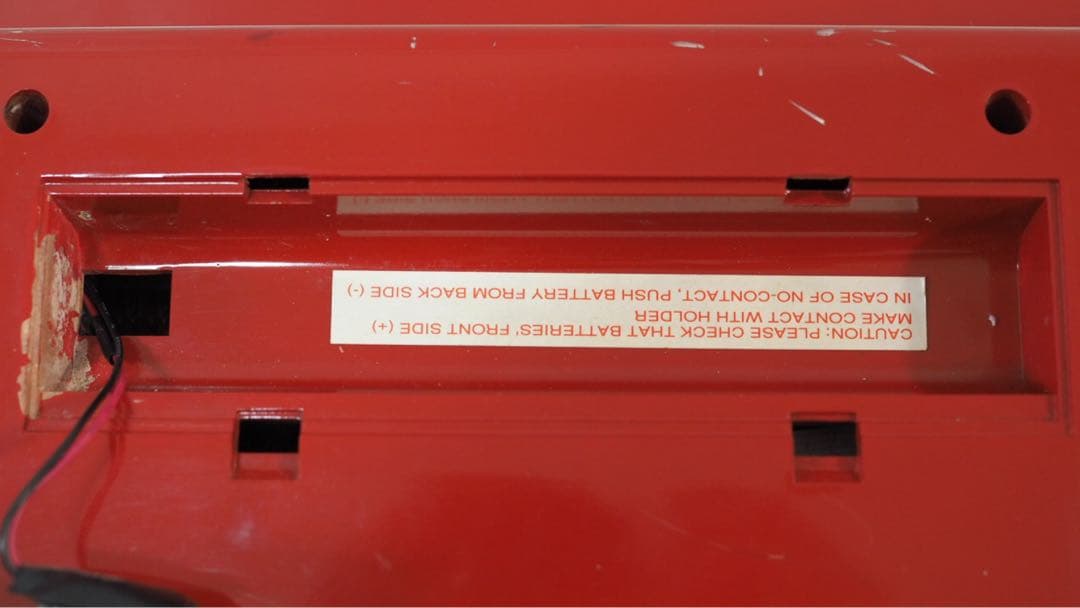 CAUTION: PLEASE CHECK THAT BATTERIES' FRONT SIDE (+)
MAKE CONTACT WITH HOLDER
IN CASE OF NO-CONTACT, PUSH BATTERY FROM BACK SIDE (-)